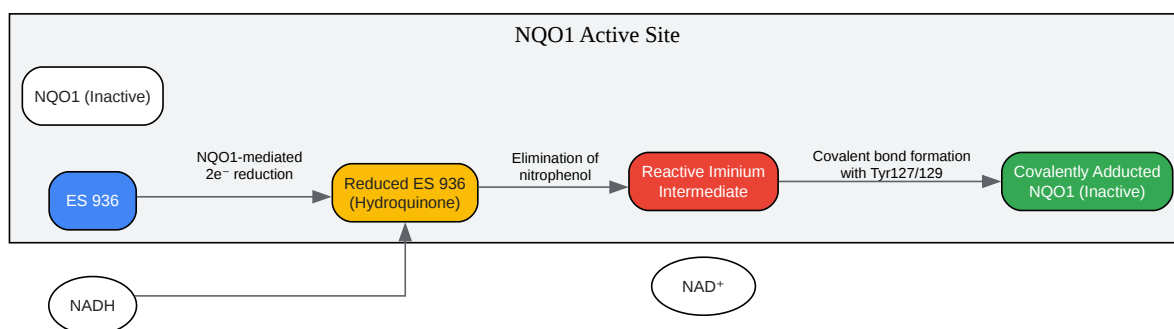 NQO1 Active Site
NQO1 (Inactive)
ES 936
NQO1-mediated
2e⁻ reduction
Reduced ES 936
(Hydroquinone)
Elimination of
nitrophenol
Reactive Iminium
Intermediate
Covalent bond formation
with Tyr127/129
Covalently Adducted
NQO1 (Inactive)
NADH
NAD⁺